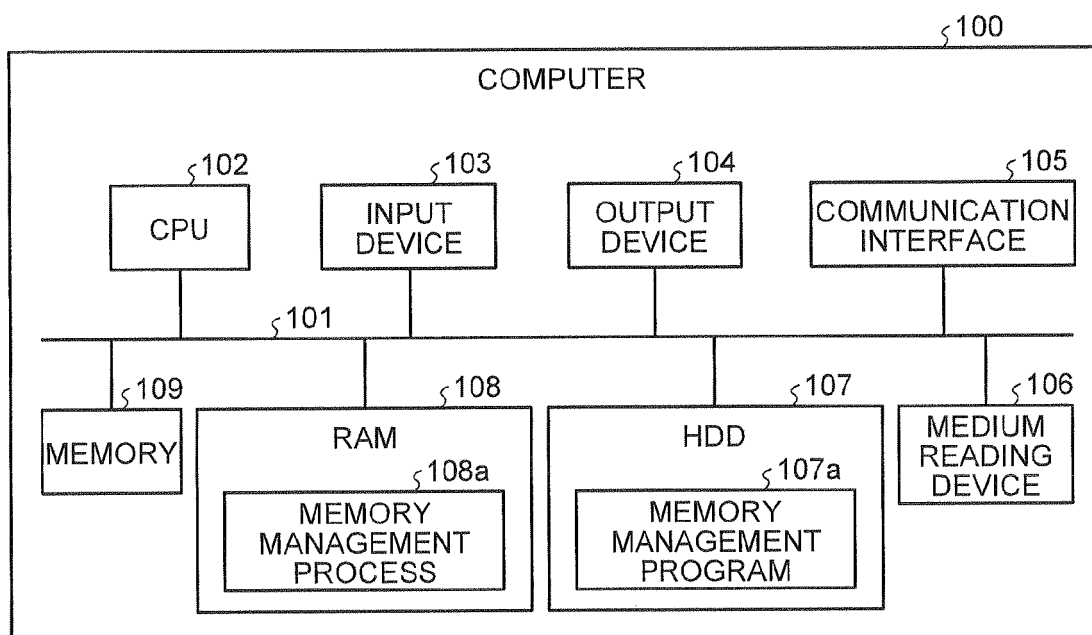 100
COMPUTER
102
CPU
103
INPUT
DEVICE
104
OUTPUT
DEVICE
105
COMMUNICATION
INTERFACE
101
109
MEMORY
108
RAM
108a
MEMORY
MANAGEMENT
PROCESS
107
HDD
107a
MEMORY
MANAGEMENT
PROGRAM
106
MEDIUM
READING
DEVICE